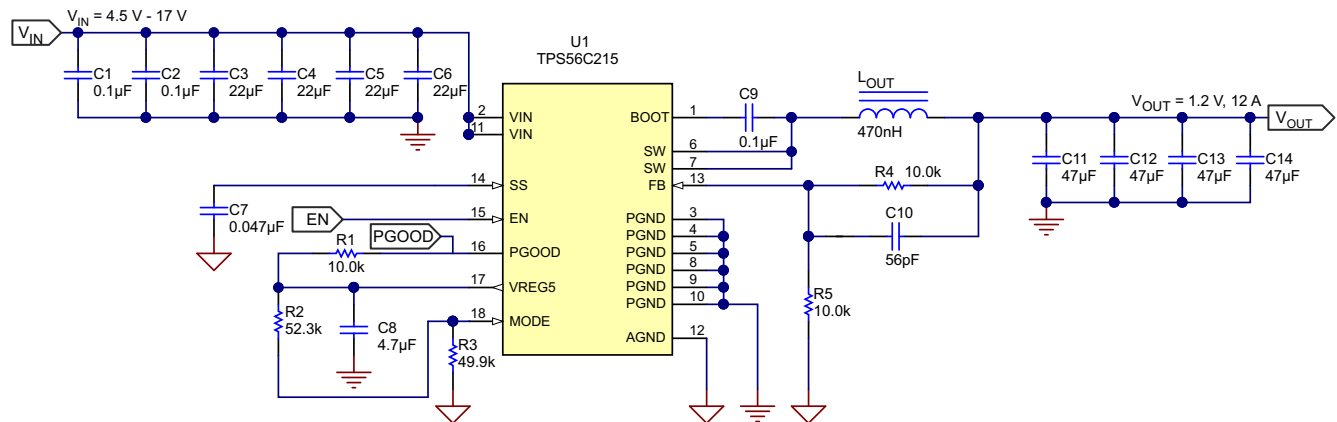 V_IN = 4.5 V - 17 V
V_IN
C1
0.1µF
C2
0.1µF
C3
22µF
C4
22µF
C5
22µF
C6
22µF
U1
TPS56C215
2 VIN
11 VIN
14 SS
15 EN
16 PGOOD
17 VREG5
18 MODE
BOOT 1
SW 6
SW 7
FB 13
PGND 3
PGND 4
PGND 5
PGND 8
PGND 9
PGND 10
AGND 12
C7
0.047µF
EN
PGOOD
R1
10.0k
R2
52.3k
C8
4.7µF
R3
49.9k
C9
0.1µF
L_OUT
470nH
R4 10.0k
C10
56pF
R5
10.0k
V_OUT = 1.2 V, 12 A
V_OUT
C11
47µF
C12
47µF
C13
47µF
C14
47µF